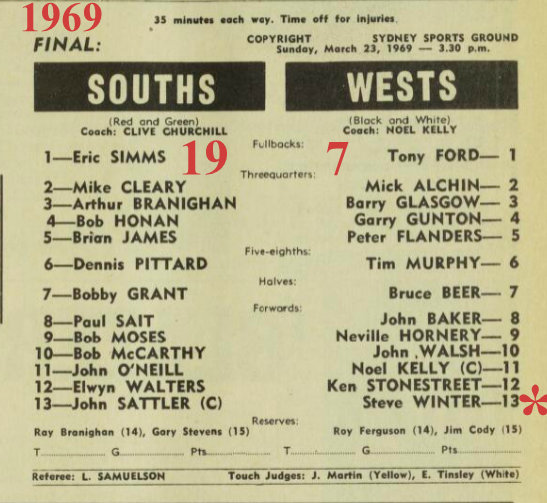 1969
35 minutes each way. Time off for injuries.
FINAL:
COPYRIGHT SYDNEY SPORTS GROUND
Sunday, March 23, 1969 — 3.30 p.m.
SOUTHS WESTS
(Red and Green) (Black and White)
Coach: CLIVE CHURCHILL Coach: NOEL KELLY
Fullbacks:
1—Eric SIMMS 19 7 Tony FORD— 1
Threequarters:
2—Mike CLEARY Mick ALCHIN— 2
3—Arthur BRANIGHAN Barry GLASGOW— 3
4—Bob HONAN Garry GUNTON— 4
5—Brian JAMES Peter FLANDERS— 5
Five-eighths:
6—Dennis PITTARD Tim MURPHY— 6
Halves:
7—Bobby GRANT Bruce BEER— 7
Forwards:
8—Paul SAIT John BAKER— 8
9—Bob MOSES Neville HORNERY— 9
10—Bob McCARTHY John WALSH—10
11—John O'NEILL Noel KELLY (C)—11
12—Elwyn WALTERS Ken STONESTREET—12
13—John SATTLER (C) Steve WINTER—13*
Reserves:
Ray Branighan (14), Gary Stevens (15) Roy Ferguson (14), Jim Cody (15)
T............ G............ Pts............ T............ G............ Pts............
Referee: L. SAMUELSON Touch Judges: J. Martin (Yellow), E. Tinsley (White)